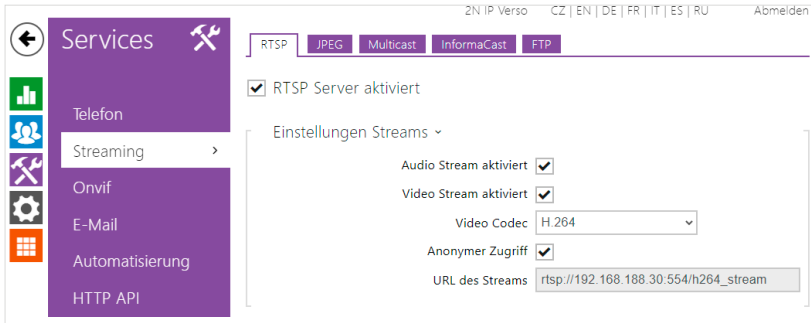 2N IP Verso CZ | EN | DE | FR | IT | ES | RU Abmelden
Services
RTSP JPEG Multicast InformaCast FTP
RTSP Server aktiviert
Telefon
Streaming
Onvif
E-Mail
Automatisierung
HTTP API
Einstellungen Streams
Audio Stream aktiviert
Video Stream aktiviert
Video Codec H.264
Anonymer Zugriff
URL des Streams rtsp://192.168.188.30:554/h264_stream